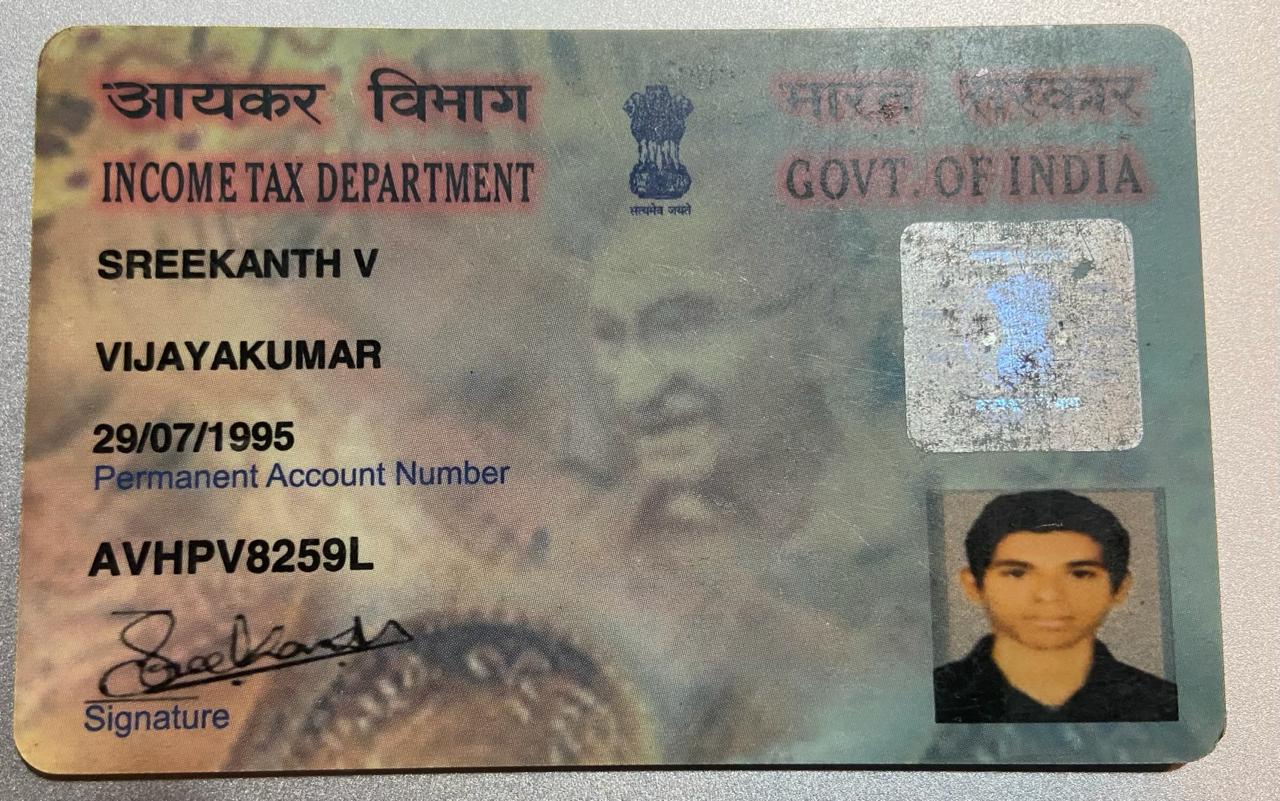 आयकर विभाग
भारत सरकार
INCOME TAX DEPARTMENT
GOVT. OF INDIA
सत्यमेव जयते
SREEKANTH V
VIJAYAKUMAR
29/07/1995
Permanent Account Number
AVHPV8259L
Sreekanth
Signature